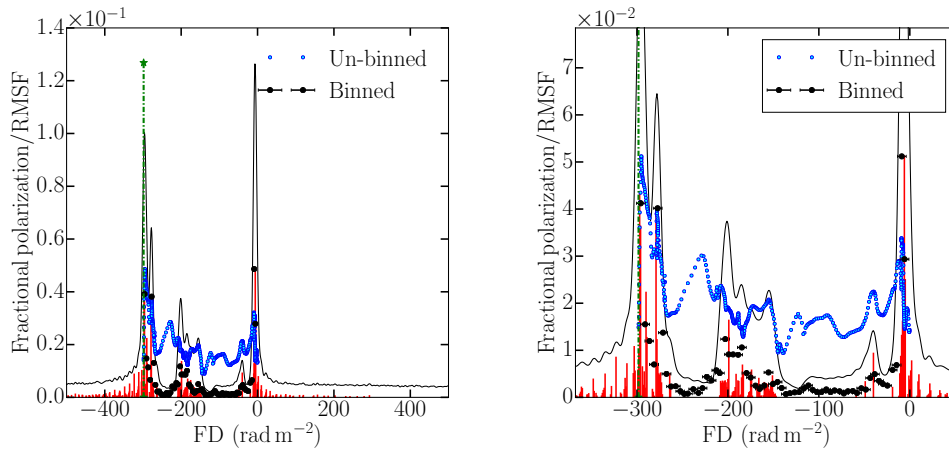 ×10⁻¹
1.4
1.2
1.0
0.8
0.6
0.4
0.2
0.0
Fractional polarization/RMSF
Un-binned
Binned
−400 −200 0 200 400
FD (rad m⁻²)
×10⁻²
7
6
5
4
3
2
1
0
Fractional polarization/RMSF
Un-binned
Binned
−300 −200 −100 0
FD (rad m⁻²)